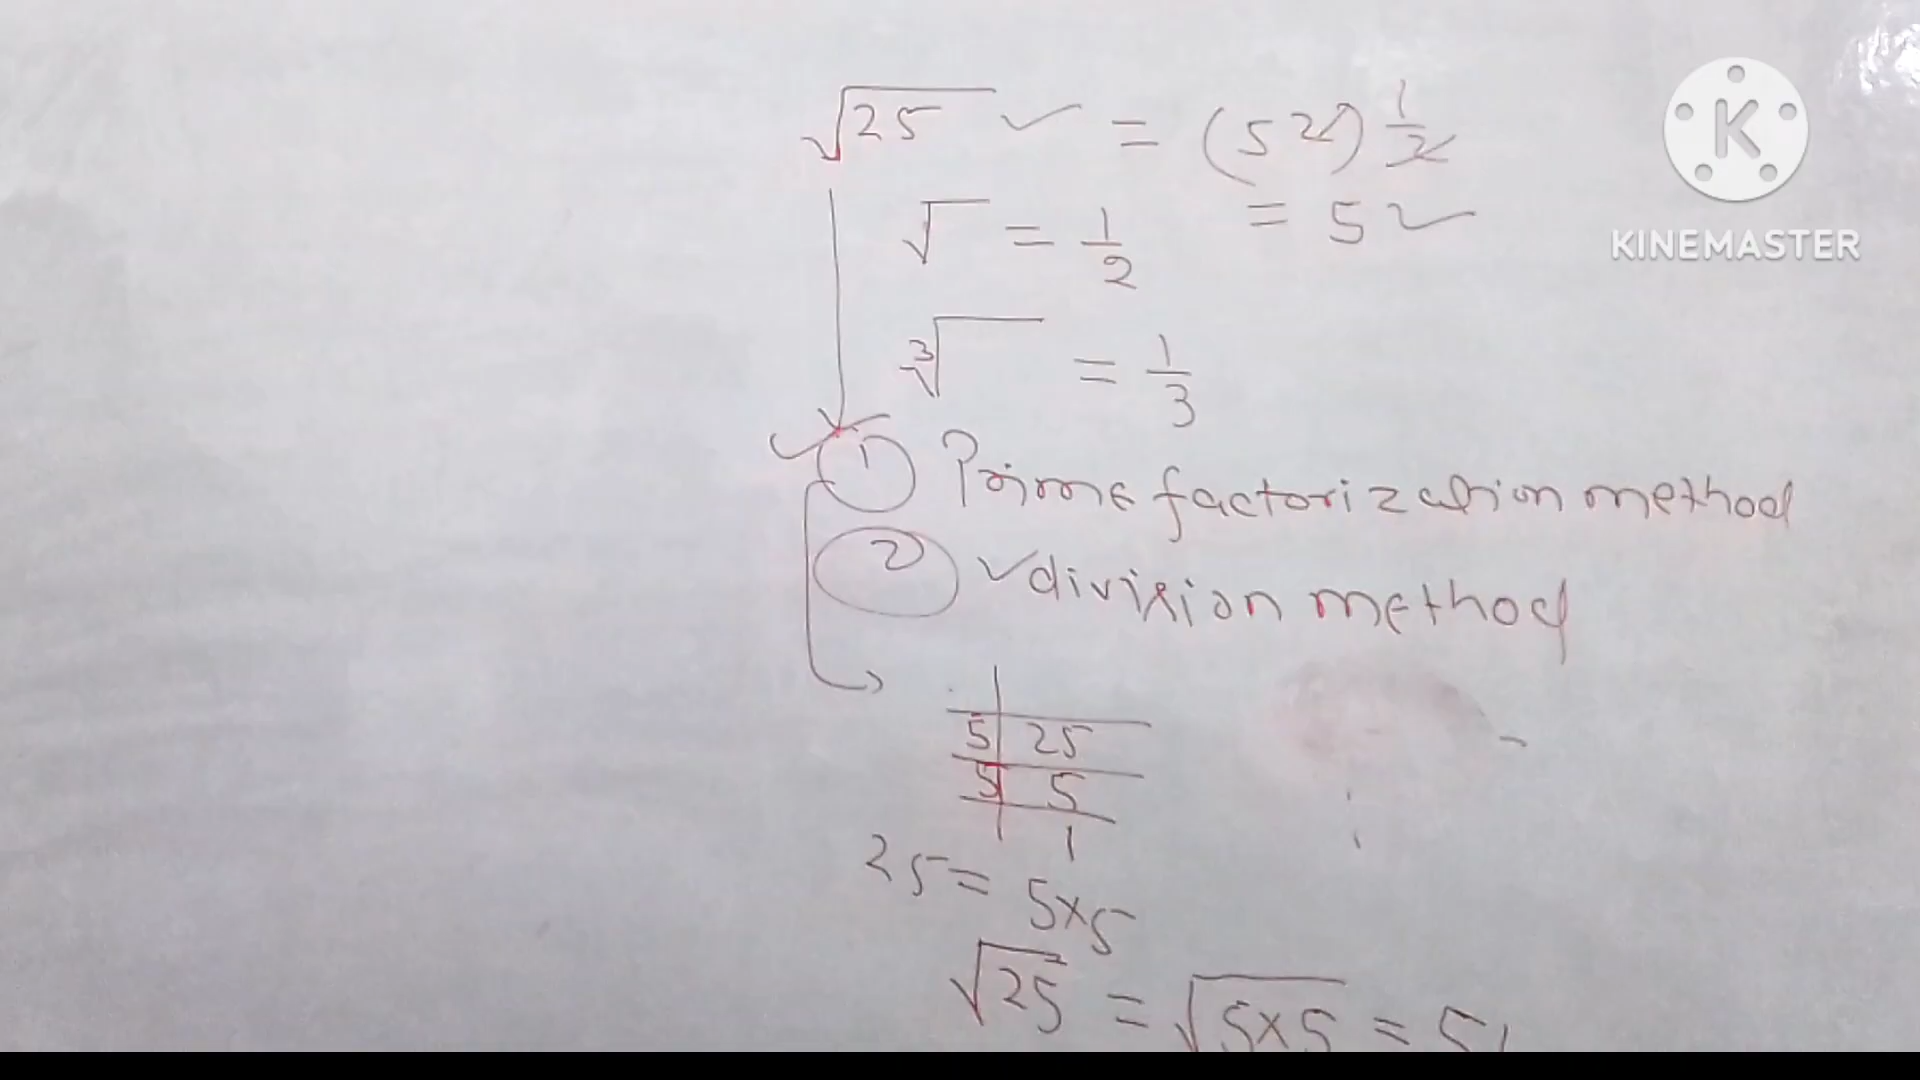 √25 ✓ = (5²)^1/2
√ = 1/2
= 5 ✓
∛ = 1/3
① Prime factorization method
② ✓ division method
5 | 25
5 | 5
1
25 = 5×5
√25 = √5×5 = 5
K
KINEMASTER